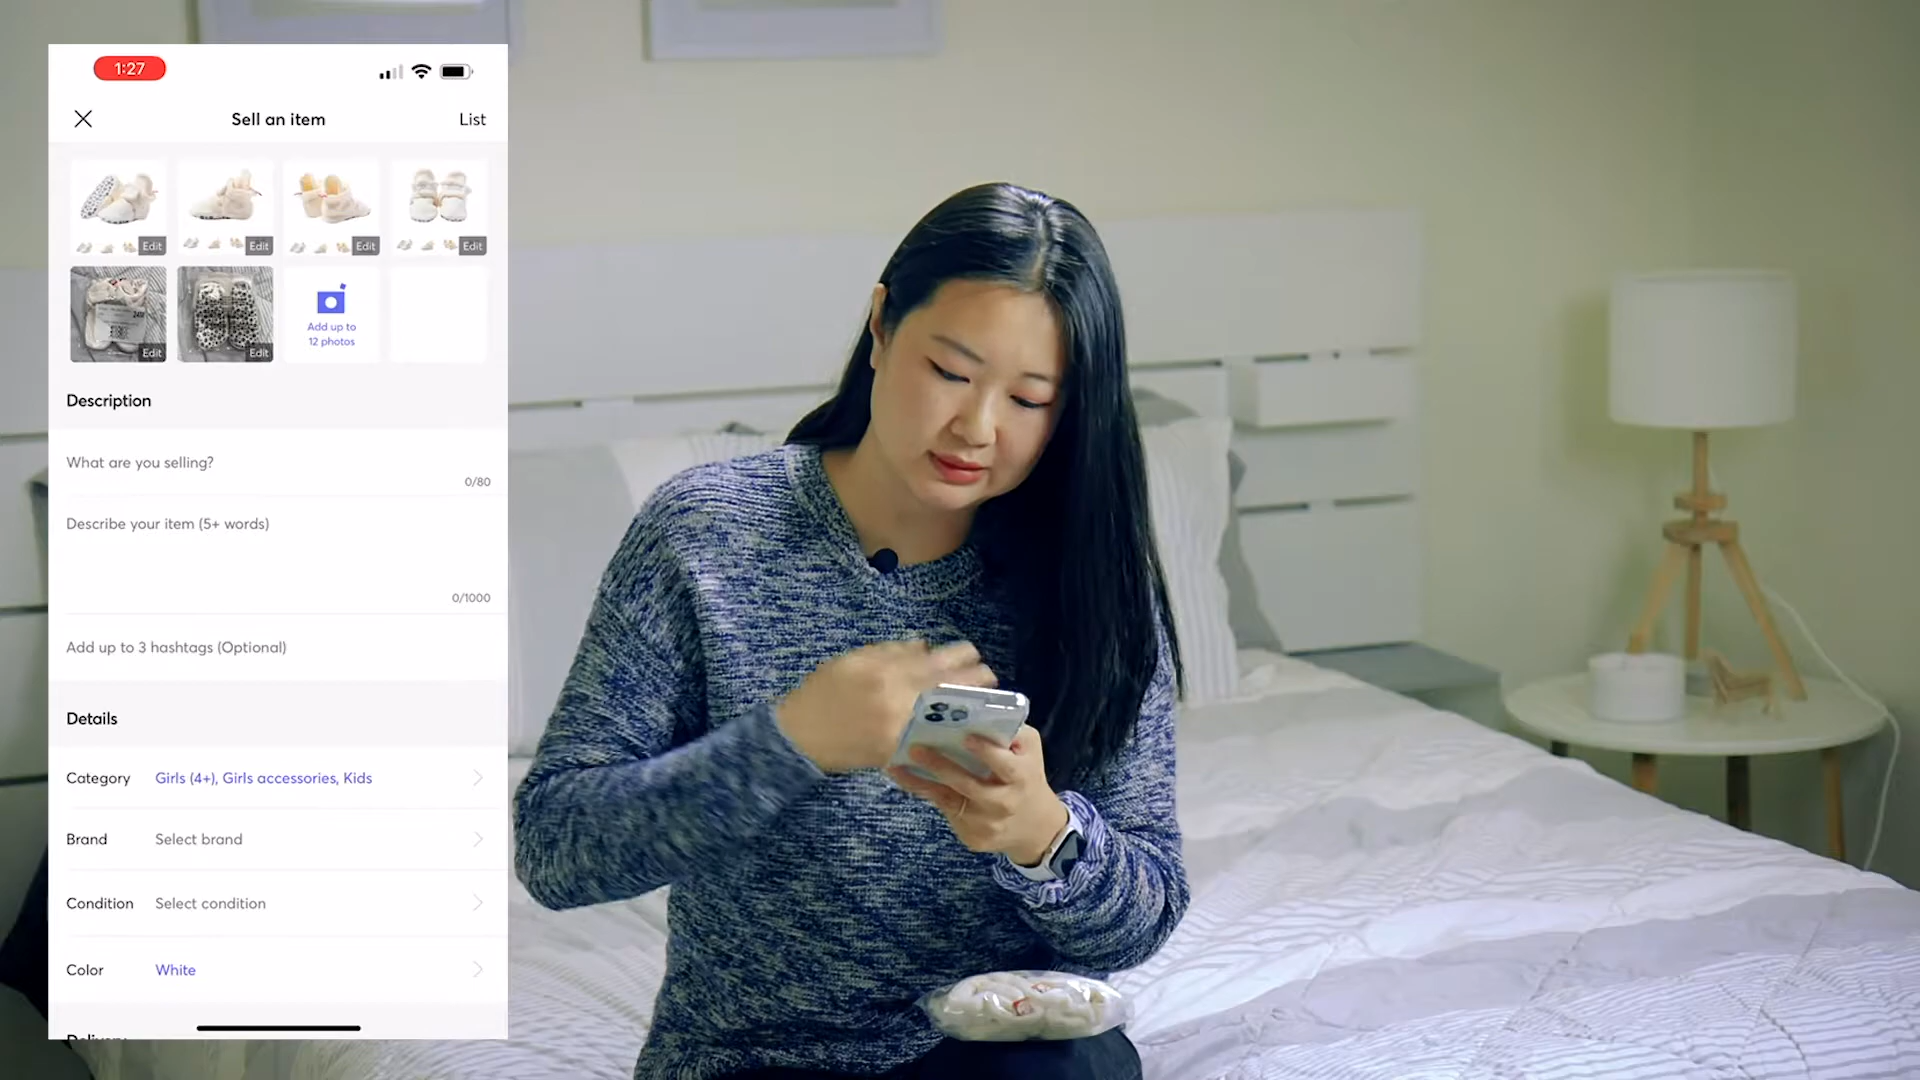 1:27
Sell an item
List
Edit
Edit
Edit
Edit
Edit
Edit
Add up to
12 photos
Description
What are you selling?
0/80
Describe your item (5+ words)
0/1000
Add up to 3 hashtags (Optional)
Details
Category
Girls (4+), Girls accessories, Kids
Brand
Select brand
Condition
Select condition
Color
White
Delivery